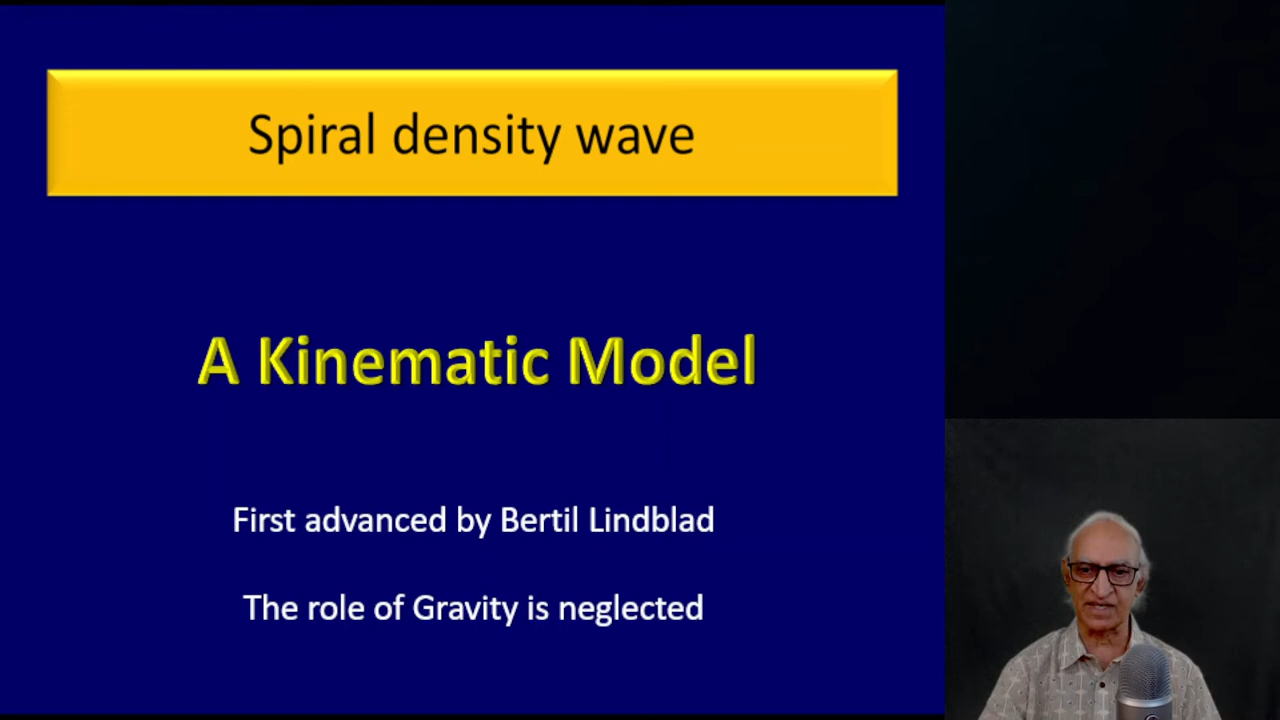 Spiral density wave
A Kinematic Model
First advanced by Bertil Lindblad
The role of Gravity is neglected